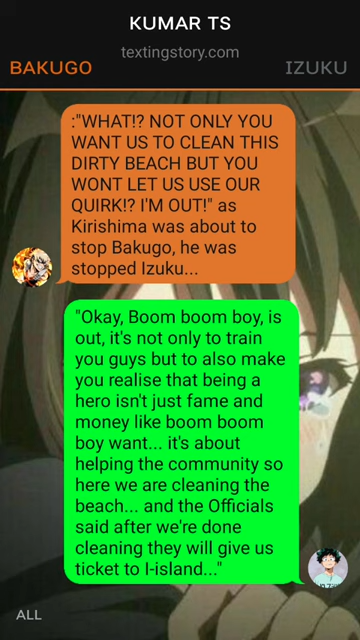 KUMAR TS
textingstory.com
BAKUGO
IZUKU
:"WHAT!? NOT ONLY YOU
WANT US TO CLEAN THIS
DIRTY BEACH BUT YOU
WONT LET US USE OUR
QUIRK!? I'M OUT!" as
Kirishima was about to
stop Bakugo, he was
stopped Izuku...
"Okay, Boom boom boy, is
out, it's not only to train
you guys but to also make
you realise that being a
hero isn't just fame and
money like boom boom
boy want... it's about
helping the community so
here we are cleaning the
beach... and the Officials
said after we're done
cleaning they will give us
ticket to I-island..."
ALL